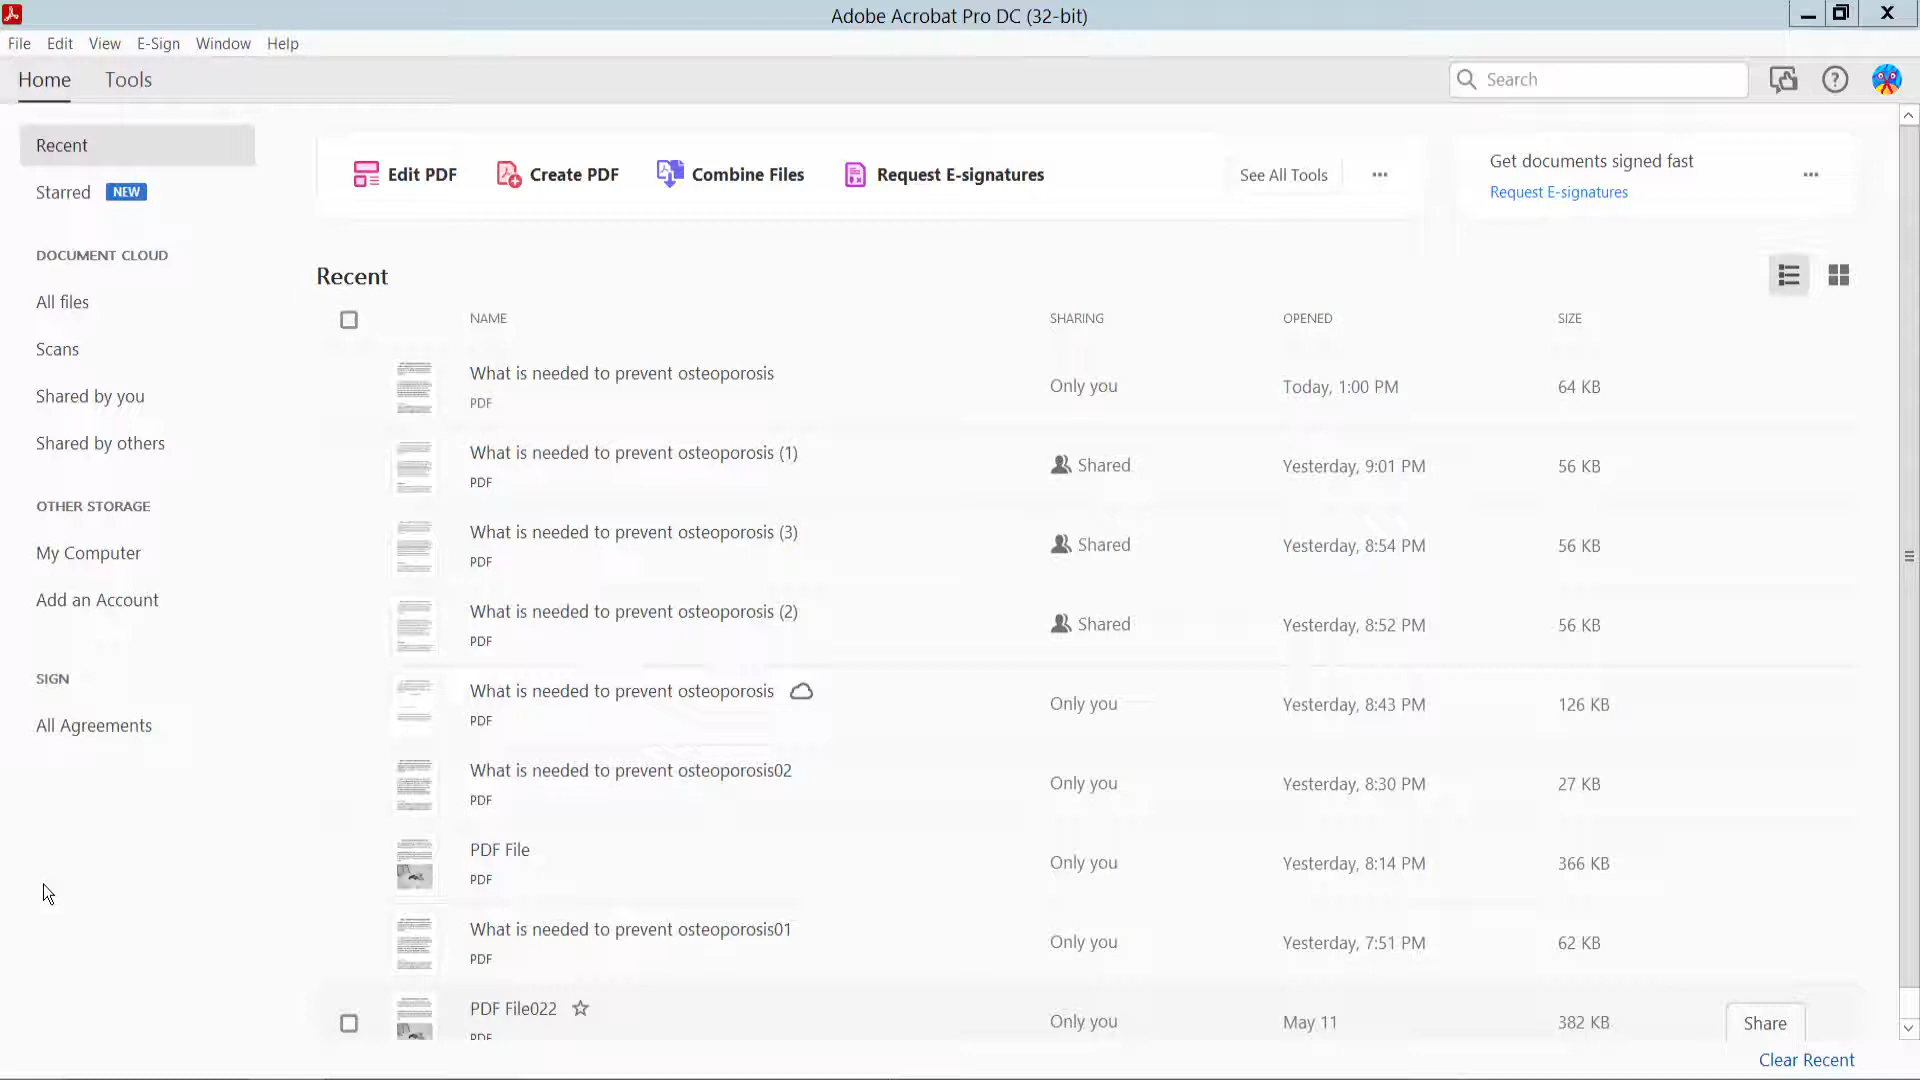 Adobe Acrobat Pro DC (32-bit)
File Edit View E-Sign Window Help
Home Tools
Search
Recent
Starred NEW
DOCUMENT CLOUD
All files
Scans
Shared by you
Shared by others
OTHER STORAGE
My Computer
Add an Account
SIGN
All Agreements
Edit PDF Create PDF Combine Files Request E-signatures See All Tools
Get documents signed fast
Request E-signatures
Recent
NAME SHARING OPENED SIZE
What is needed to prevent osteoporosis
PDF
Only you Today, 1:00 PM 64 KB
What is needed to prevent osteoporosis (1)
PDF
Shared Yesterday, 9:01 PM 56 KB
What is needed to prevent osteoporosis (3)
PDF
Shared Yesterday, 8:54 PM 56 KB
What is needed to prevent osteoporosis (2)
PDF
Shared Yesterday, 8:52 PM 56 KB
What is needed to prevent osteoporosis
PDF
Only you Yesterday, 8:43 PM 126 KB
What is needed to prevent osteoporosis02
PDF
Only you Yesterday, 8:30 PM 27 KB
PDF File
PDF
Only you Yesterday, 8:14 PM 366 KB
What is needed to prevent osteoporosis01
PDF
Only you Yesterday, 7:51 PM 62 KB
PDF File022
PDF
Only you May 11 382 KB Share
Clear Recent